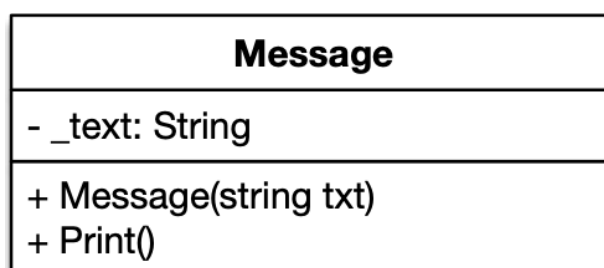 Message
- _text: String
+ Message(string txt)
+ Print()